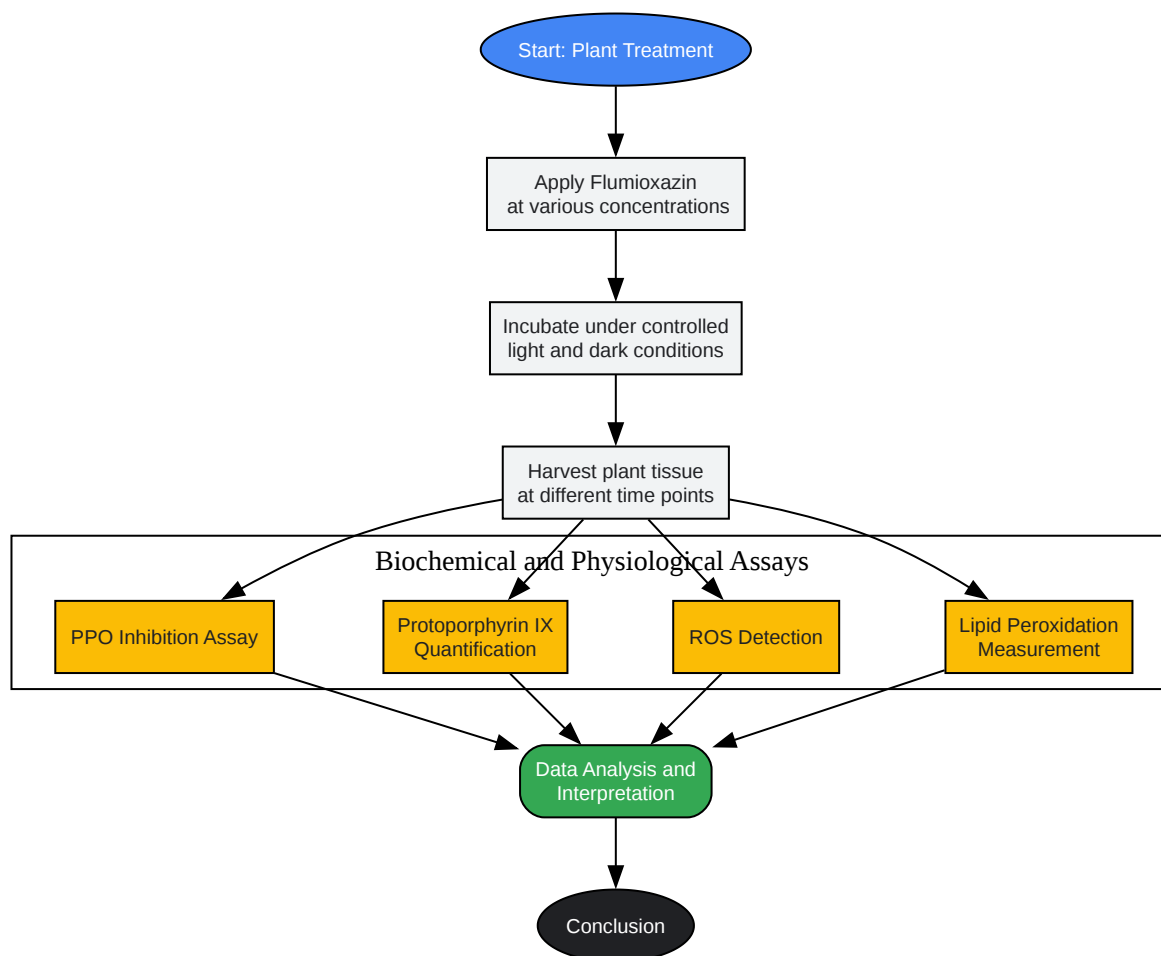 Start: Plant Treatment
Apply Flumioxazin
at various concentrations
Incubate under controlled
light and dark conditions
Harvest plant tissue
at different time points
Biochemical and Physiological Assays
PPO Inhibition Assay
Protoporphyrin IX
Quantification
ROS Detection
Lipid Peroxidation
Measurement
Data Analysis and
Interpretation
Conclusion